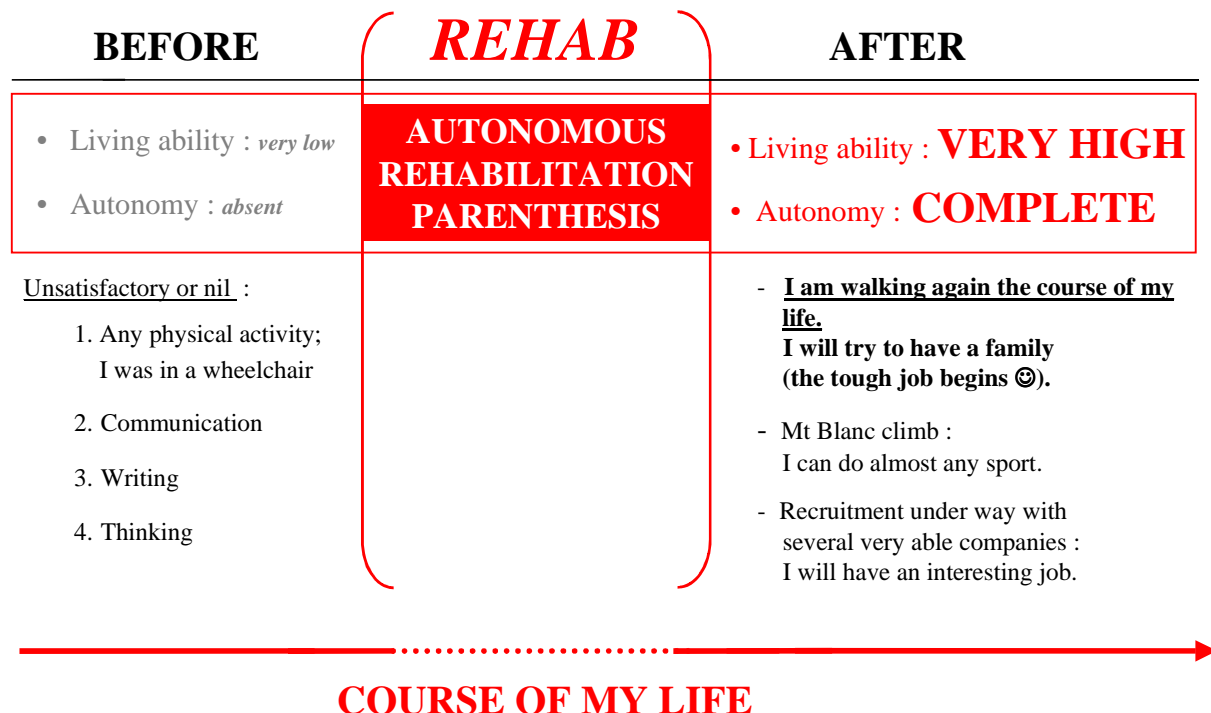 BEFORE
REHAB
AFTER
• Living ability : very low
• Autonomy : absent
AUTONOMOUS
REHABILITATION
PARENTHESIS
• Living ability : VERY HIGH
• Autonomy : COMPLETE
Unsatisfactory or nil :
1. Any physical activity;
I was in a wheelchair
2. Communication
3. Writing
4. Thinking
- I am walking again the course of my
life.
I will try to have a family
(the tough job begins ☺).
- Mt Blanc climb :
I can do almost any sport.
- Recruitment under way with
several very able companies :
I will have an interesting job.
COURSE OF MY LIFE